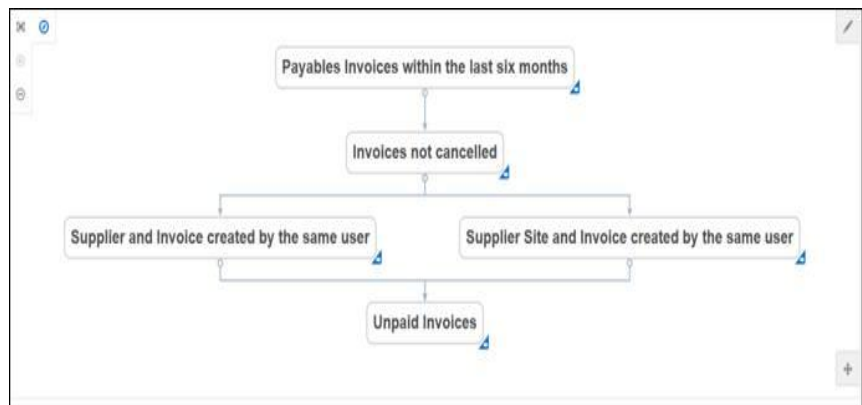 Payables Invoices within the last six months
Invoices not cancelled
Supplier and Invoice created by the same user
Supplier Site and Invoice created by the same user
Unpaid Invoices